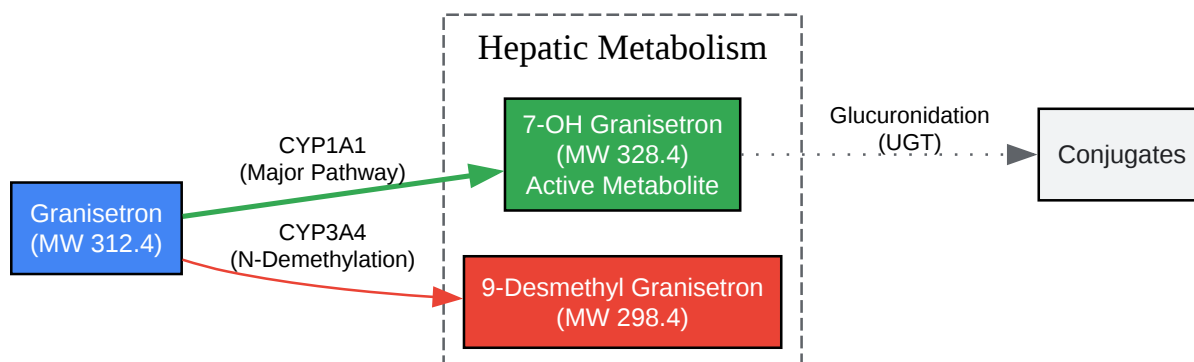 Hepatic Metabolism
Granisetron
(MW 312.4)
CYP1A1
(Major Pathway)
CYP3A4
(N-Demethylation)
7-OH Granisetron
(MW 328.4)
Active Metabolite
9-Desmethyl Granisetron
(MW 298.4)
Glucuronidation
(UGT)
Conjugates